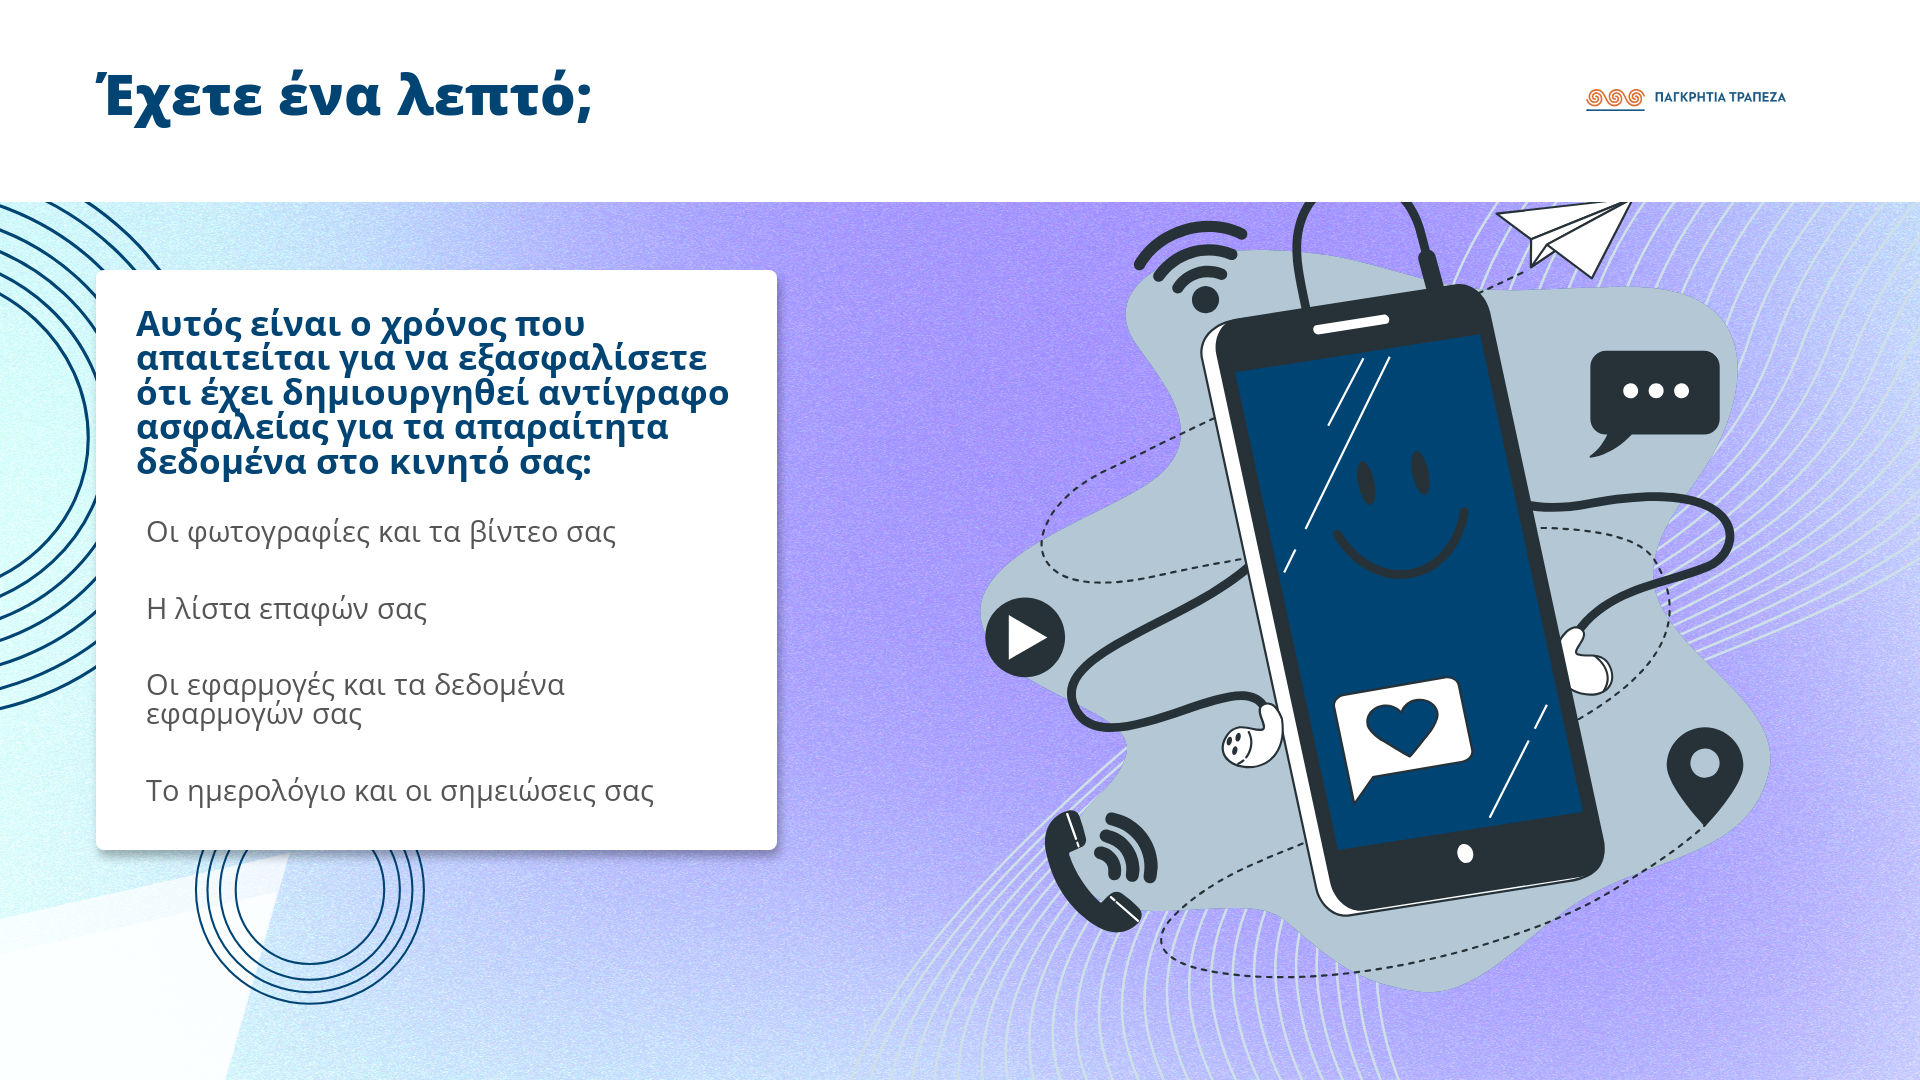 Έχετε ένα λεπτό;
ΠΑΓΚΡΗΤΙΑ ΤΡΑΠΕΖΑ
Αυτός είναι ο χρόνος που
απαιτείται για να εξασφαλίσετε
ότι έχει δημιουργηθεί αντίγραφο
ασφαλείας για τα απαραίτητα
δεδομένα στο κινητό σας:
Οι φωτογραφίες και τα βίντεο σας
Η λίστα επαφών σας
Οι εφαρμογές και τα δεδομένα
εφαρμογών σας
Το ημερολόγιο και οι σημειώσεις σας